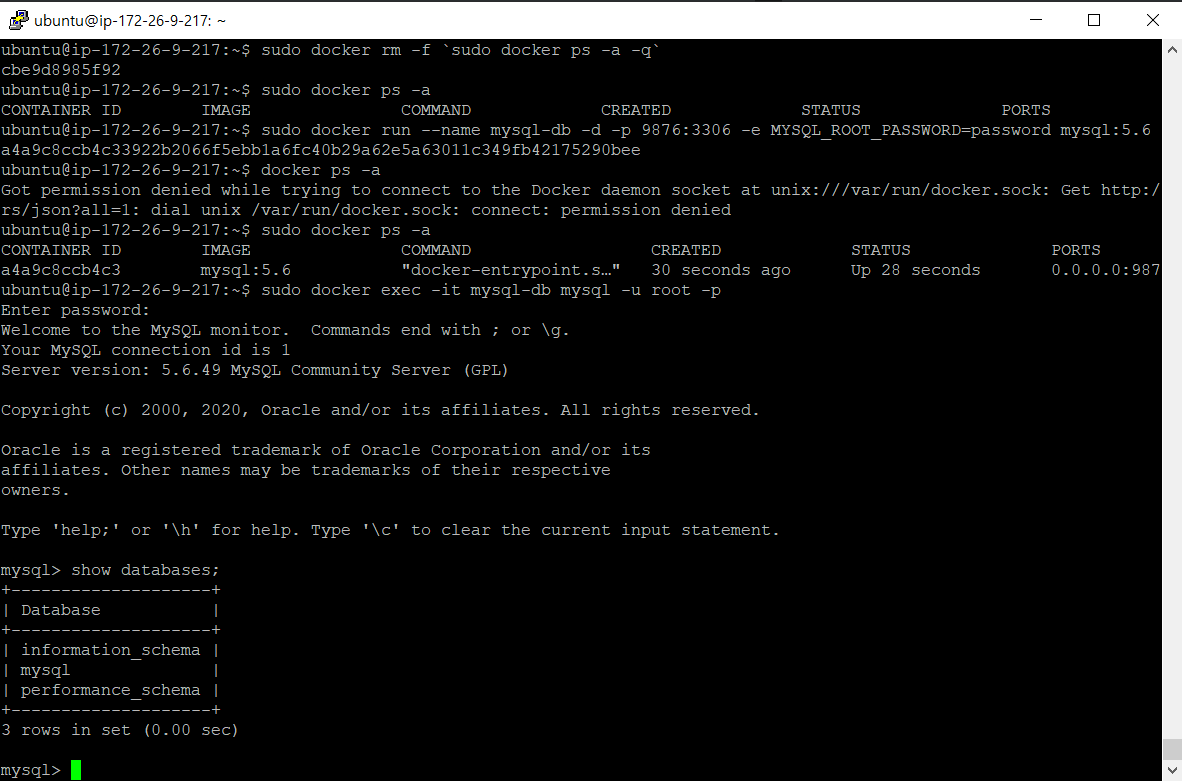 ubuntu@ip-172-26-9-217: ~
ubuntu@ip-172-26-9-217:~$ sudo docker rm -f `sudo docker ps -a -q`
cbe9d8985f92
ubuntu@ip-172-26-9-217:~$ sudo docker ps -a
CONTAINER ID        IMAGE               COMMAND             CREATED             STATUS              PORTS
ubuntu@ip-172-26-9-217:~$ sudo docker run --name mysql-db -d -p 9876:3306 -e MYSQL_ROOT_PASSWORD=password mysql:5.6
a4a9c8ccb4c33922b2066f5ebb1a6fc40b29a62e5a63011c349fb42175290bee
ubuntu@ip-172-26-9-217:~$ docker ps -a
Got permission denied while trying to connect to the Docker daemon socket at unix:///var/run/docker.sock: Get http:/
rs/json?all=1: dial unix /var/run/docker.sock: connect: permission denied
ubuntu@ip-172-26-9-217:~$ sudo docker ps -a
CONTAINER ID        IMAGE               COMMAND                  CREATED             STATUS              PORTS
a4a9c8ccb4c3        mysql:5.6           "docker-entrypoint.s…"   30 seconds ago      Up 28 seconds       0.0.0.0:987
ubuntu@ip-172-26-9-217:~$ sudo docker exec -it mysql-db mysql -u root -p
Enter password:
Welcome to the MySQL monitor.  Commands end with ; or \g.
Your MySQL connection id is 1
Server version: 5.6.49 MySQL Community Server (GPL)
Copyright (c) 2000, 2020, Oracle and/or its affiliates. All rights reserved.
Oracle is a registered trademark of Oracle Corporation and/or its
affiliates. Other names may be trademarks of their respective
owners.
Type 'help;' or '\h' for help. Type '\c' to clear the current input statement.
mysql> show databases;
+--------------------+
| Database           |
+--------------------+
| information_schema |
| mysql              |
| performance_schema |
+--------------------+
3 rows in set (0.00 sec)
mysql>